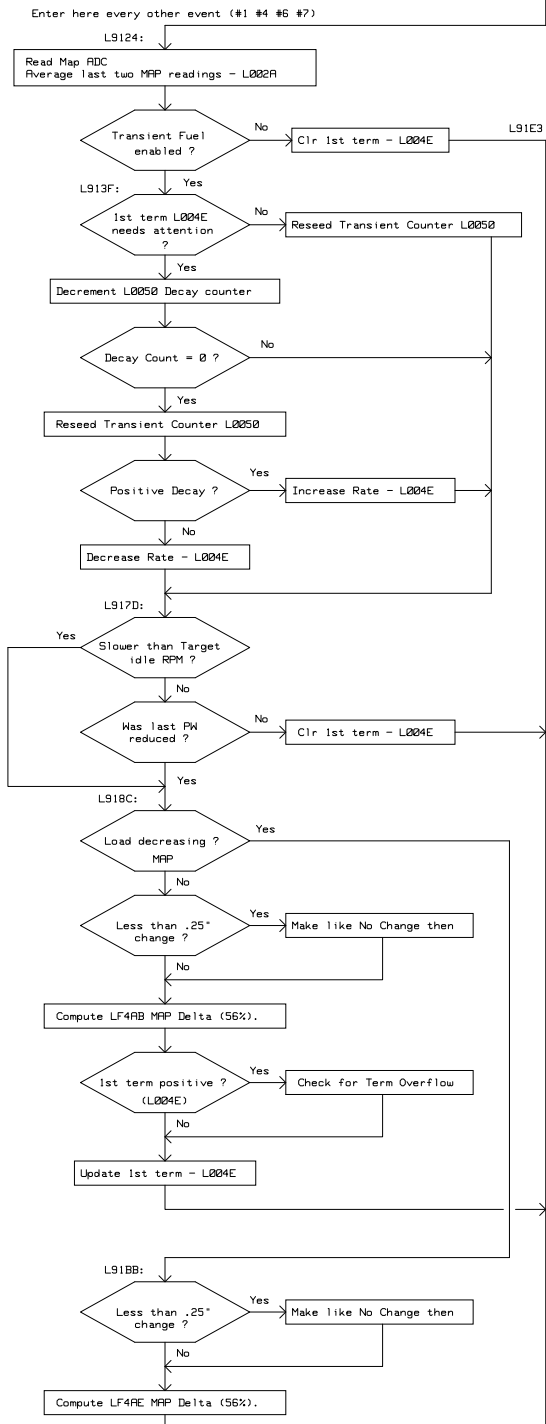 Enter here every other event (#1 #4 #6 #7)
L9124:
Read Map ADC
Average last two MAP readings - L002A
Transient Fuel
enabled ?
No
Clr 1st term - L004E
L91E3
Yes
L913F:
1st term L004E
needs attention
?
No
Reseed Transient Counter L0050
Yes
Decrement L0050 Decay counter
Decay Count = 0 ?
No
Yes
Reseed Transient Counter L0050
Positive Decay ?
Yes
Increase Rate - L004E
No
Decrease Rate - L004E
L917D:
Slower than Target
idle RPM ?
Yes
No
Was last PW
reduced ?
No
Clr 1st term - L004E
Yes
L918C:
Load decreasing ?
MAP
Yes
No
Less than .25"
change ?
Yes
Make like No Change then
No
Compute LF4AB MAP Delta (56%).
1st term positive ?
(L004E)
Yes
Check for Term Overflow
No
Update 1st term - L004E
L91BB:
Less than .25"
change ?
Yes
Make like No Change then
No
Compute LF4AE MAP Delta (56%).